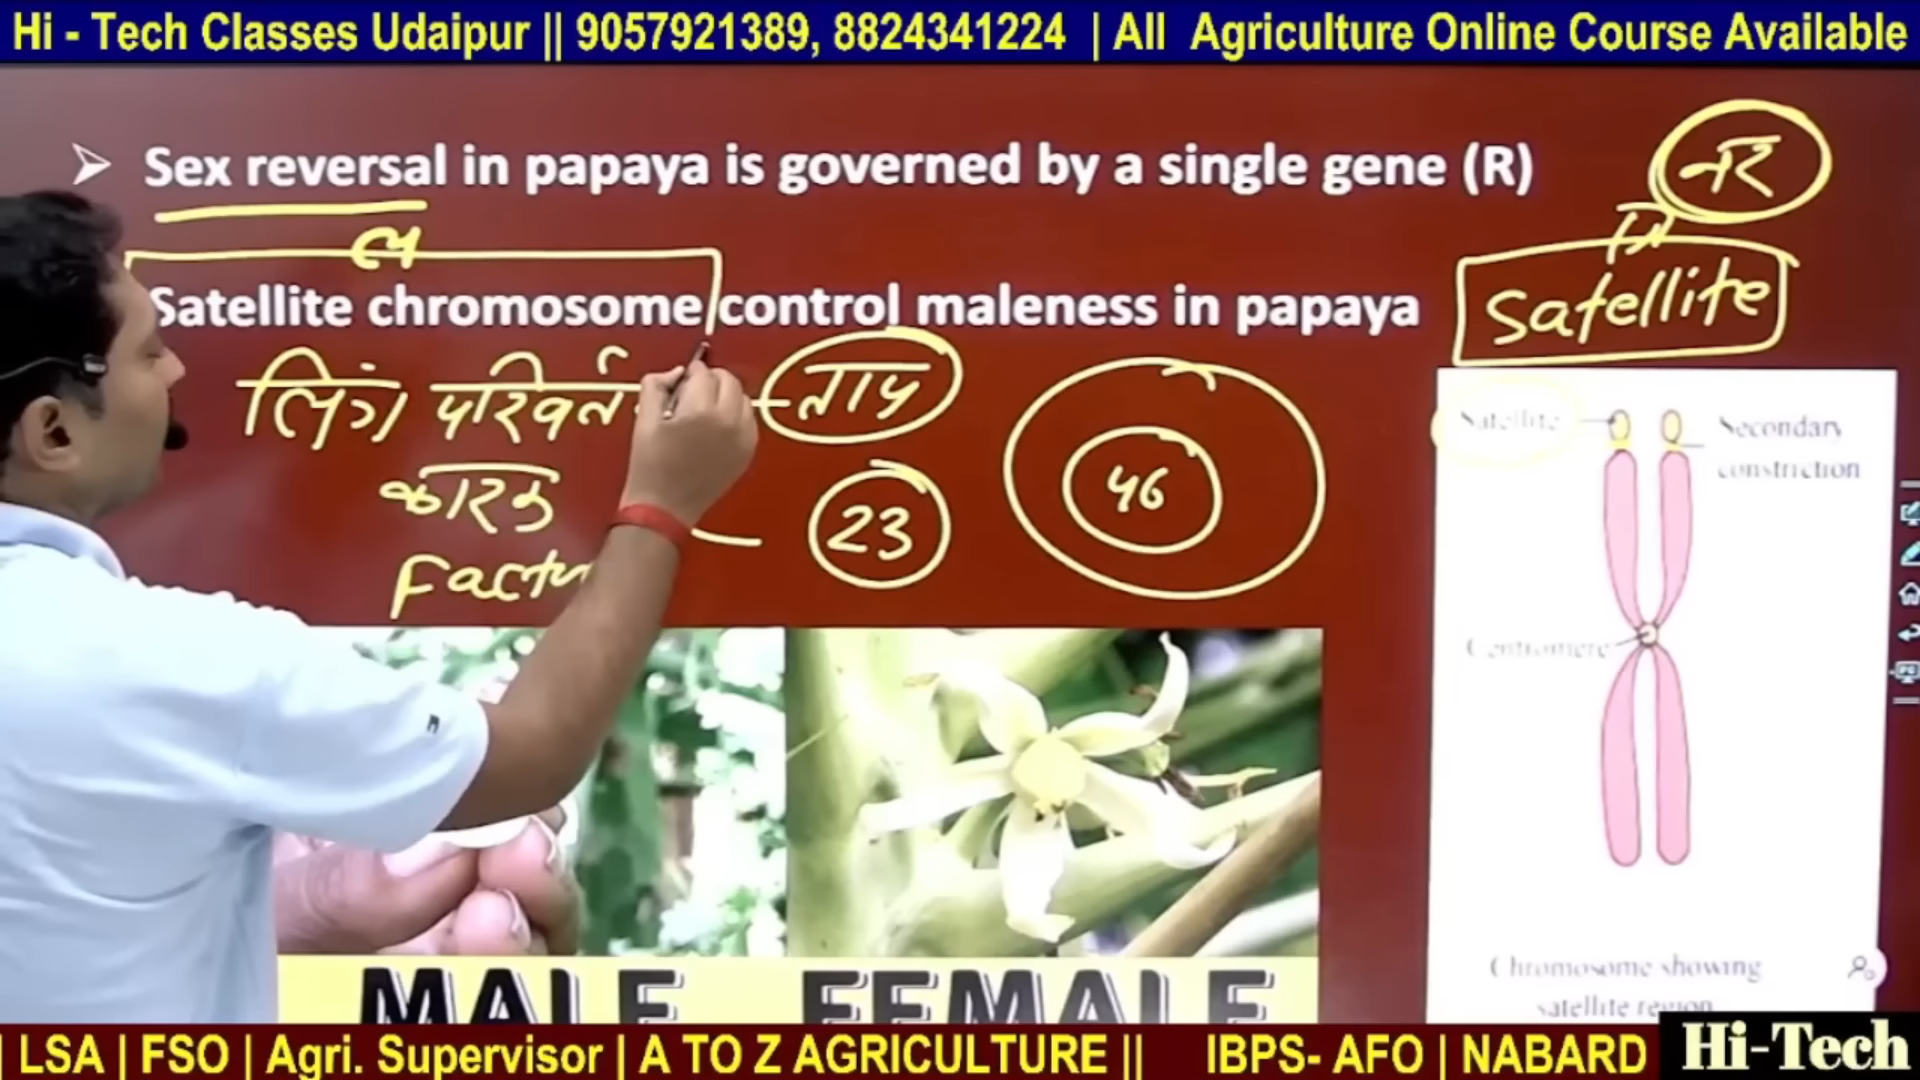 Hi - Tech Classes Udaipur || 9057921389, 8824341224 | All Agriculture Online Course Available
Sex reversal in papaya is governed by a single gene (R)
नर
Satellite chromosome control maleness in papaya
Satellite
लिंग परिवर्तन
ताप
कारक
23
46
Factor
Satellite
Secondary
constriction
Centromere
MALE FEMALE
Chromosome showing
satellite region
| LSA | FSO | Agri. Supervisor | A TO Z AGRICULTURE || IBPS- AFO | NABARD
Hi-Tech